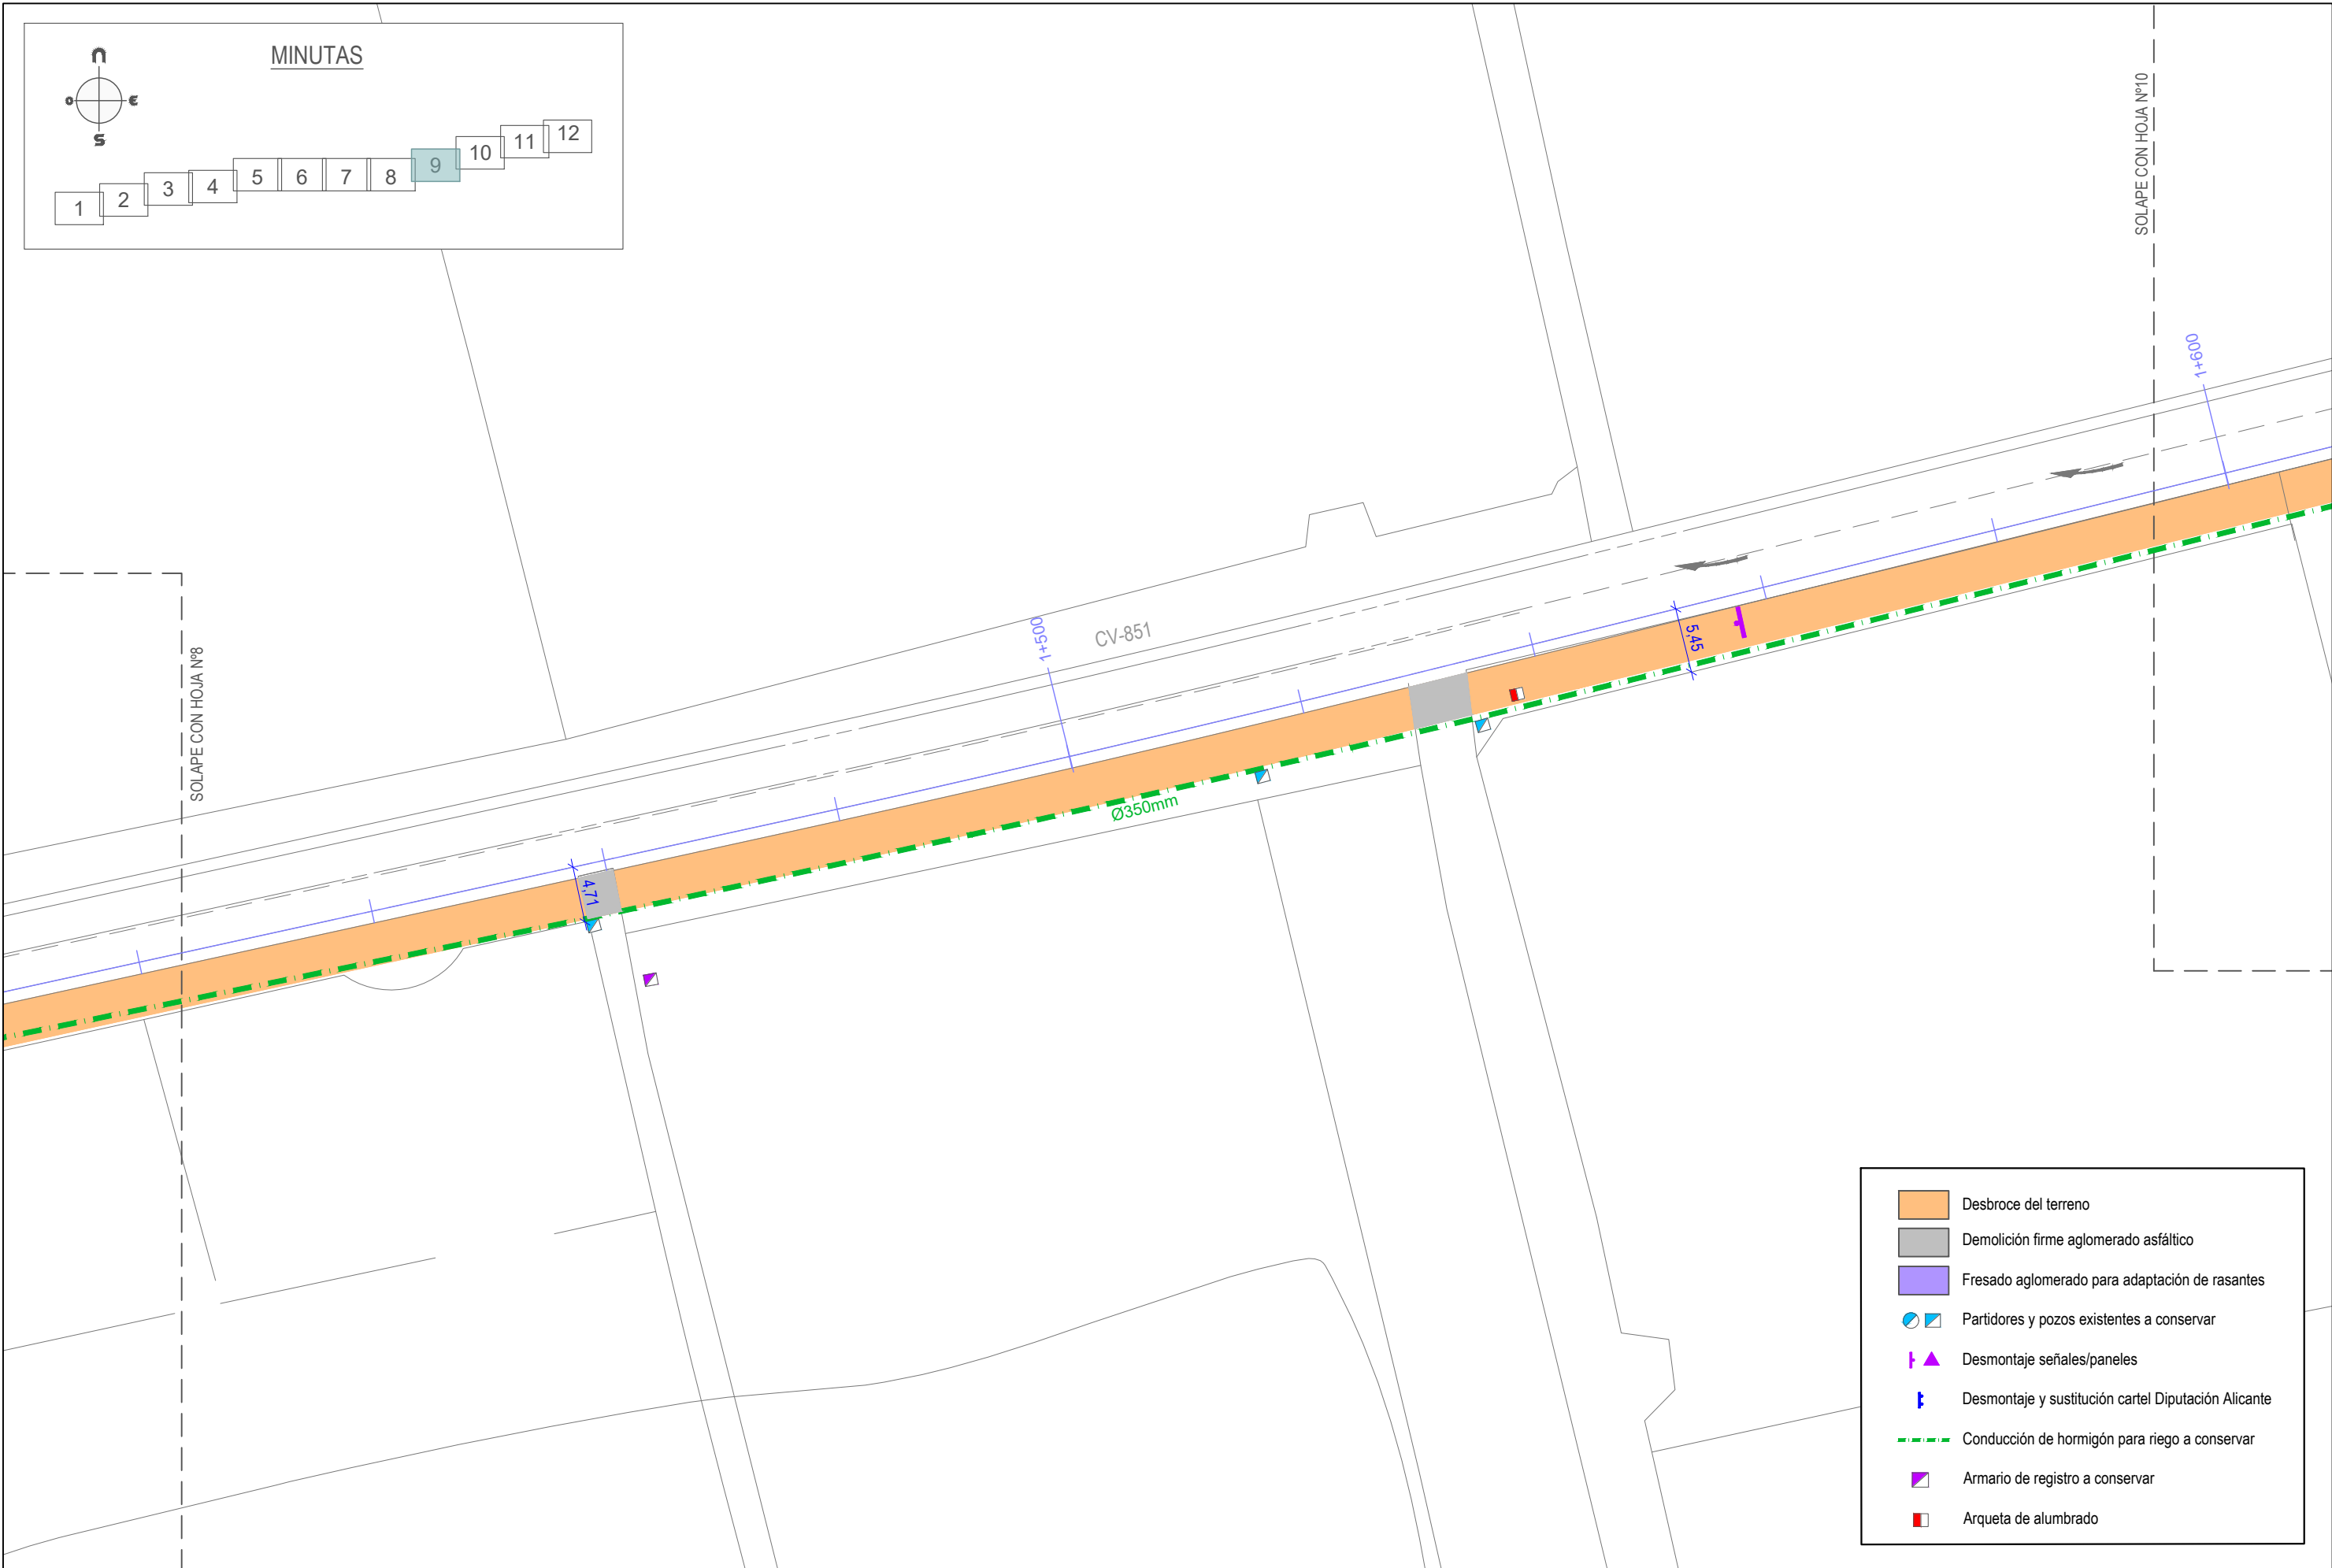 MINUTAS
N
O
E
S
1
2
3
4
5
6
7
8
9
10
11
12
SOLAPE CON HOJA Nº10
1+600
SOLAPE CON HOJA Nº8
1+500
CV-851
5,45
Ø350mm
4,71
Desbroce del terreno
Demolición firme aglomerado asfáltico
Fresado aglomerado para adaptación de rasantes
Partidores y pozos existentes a conservar
Desmontaje señales/paneles
Desmontaje y sustitución cartel Diputación Alicante
Conducción de hormigón para riego a conservar
Armario de registro a conservar
Arqueta de alumbrado